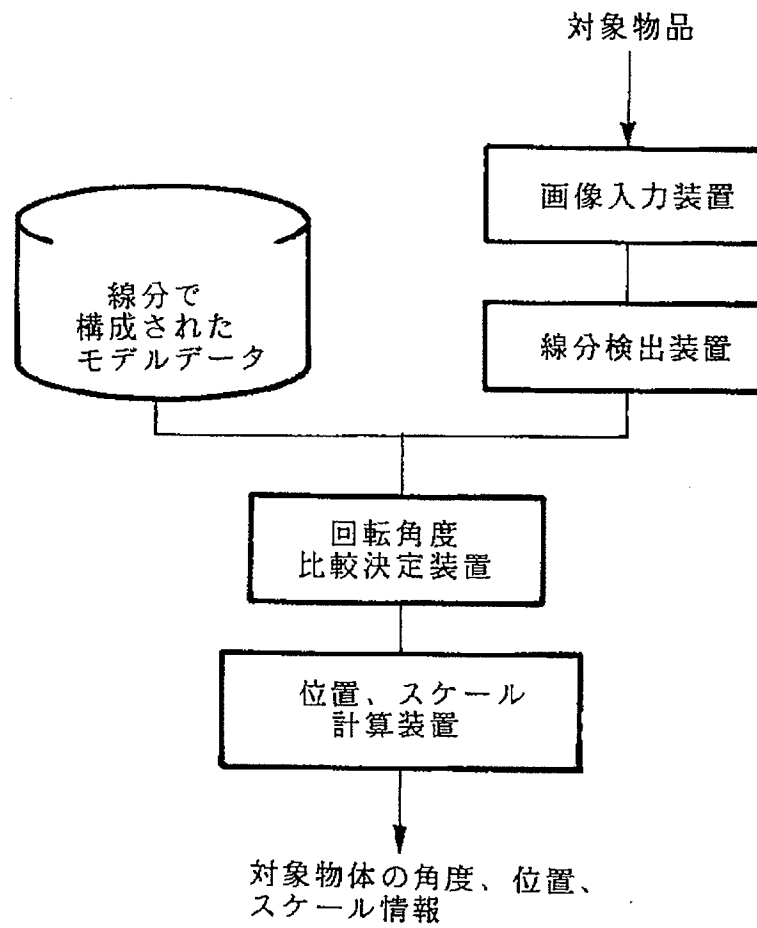 対象物品
画像入力装置
線分で
構成された
モデルデータ
線分検出装置
回転角度
比較決定装置
位置、スケール
計算装置
対象物体の角度、位置、
スケール情報